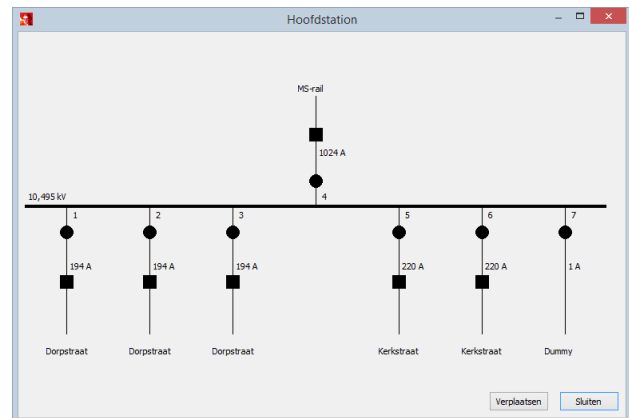 Hoofdstation
MS-rail
1024 A
10,495 kV
4
1 2 3 5 6 7
194 A 194 A 194 A 220 A 220 A 1 A
Dorpstraat Dorpstraat Dorpstraat Kerkstraat Kerkstraat Dummy
Verplaatsen Sluiten